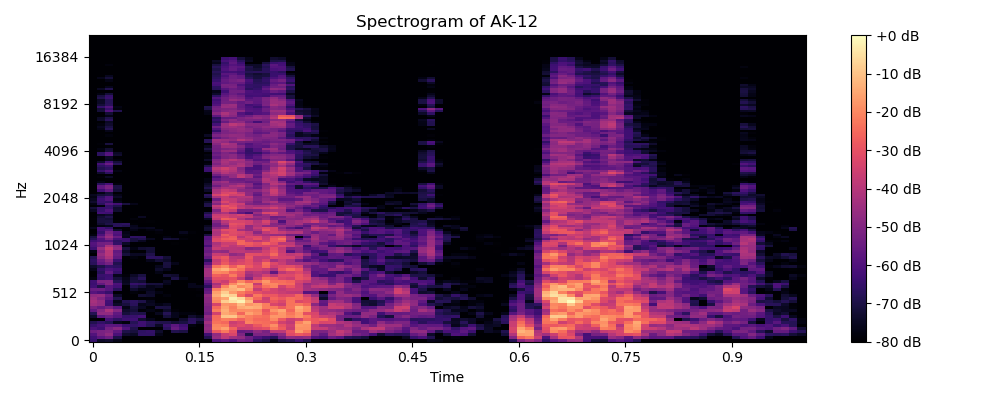 Spectrogram of AK-12
Hz
16384
8192
4096
2048
1024
512
0
0
0.15
0.3
0.45
0.6
0.75
0.9
Time
+0 dB
-10 dB
-20 dB
-30 dB
-40 dB
-50 dB
-60 dB
-70 dB
-80 dB